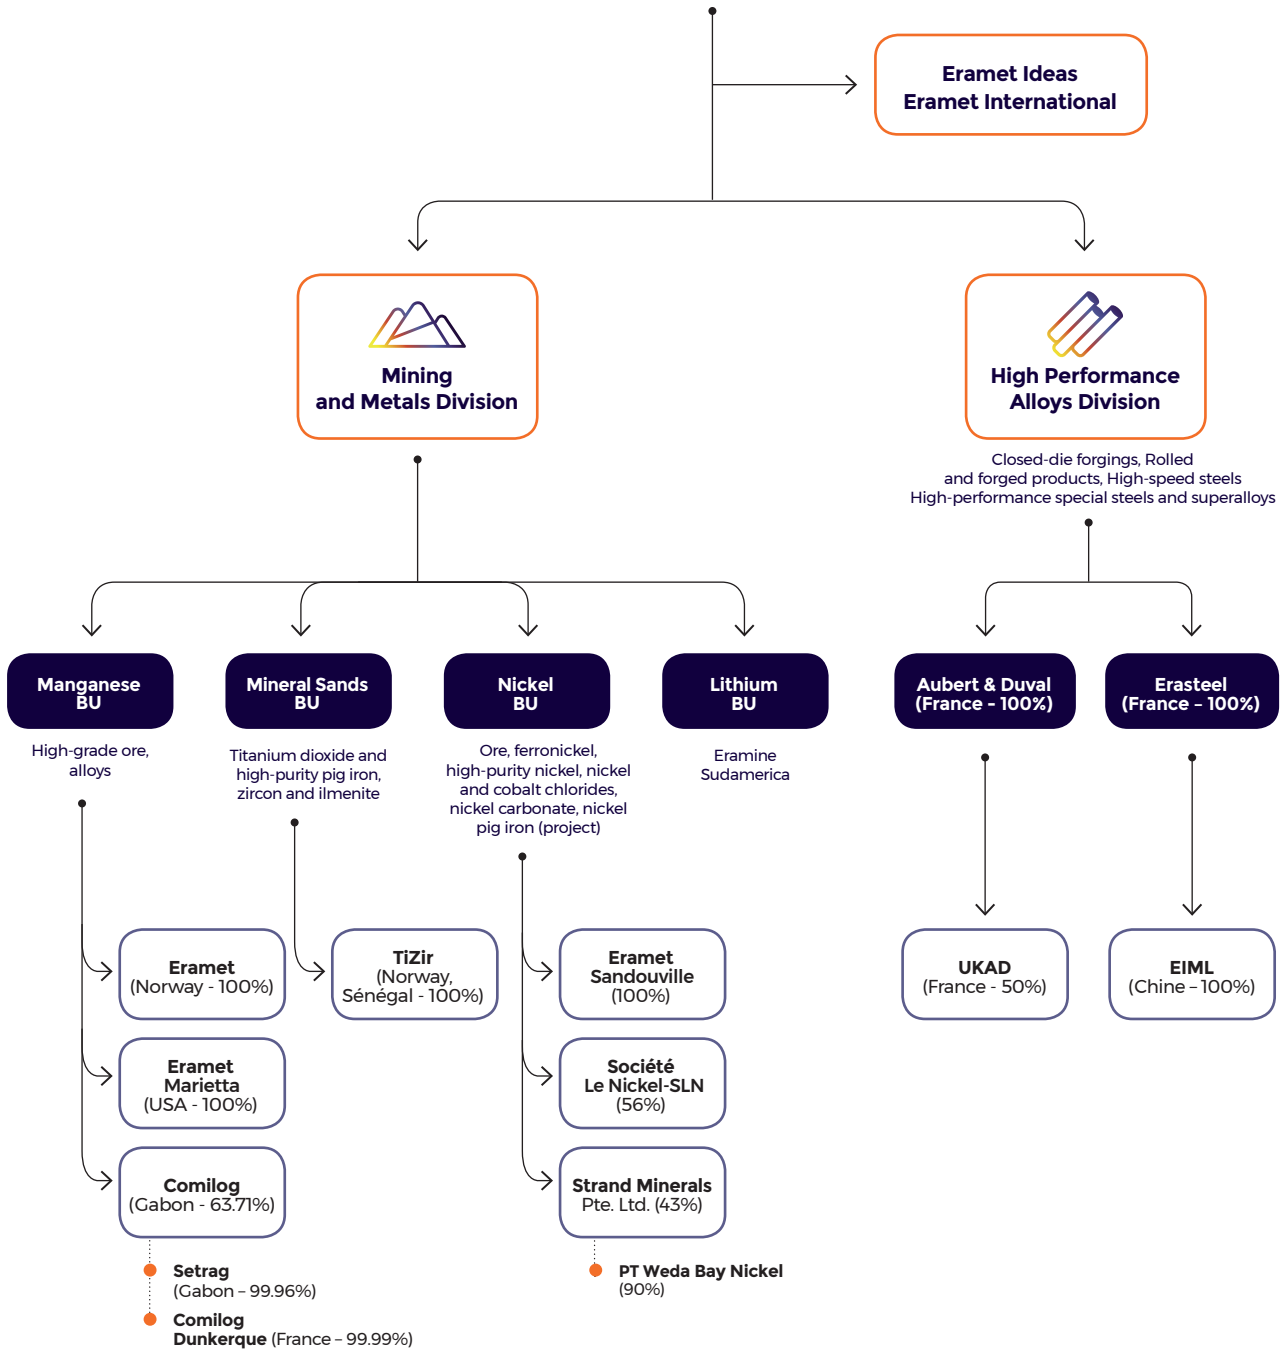 Eramet Ideas
Eramet International
Mining
and Metals Division
High Performance
Alloys Division
Closed-die forgings, Rolled
and forged products, High-speed steels
High-performance special steels and superalloys
Manganese
BU
High-grade ore,
alloys
Mineral Sands
BU
Titanium dioxide and
high-purity pig iron,
zircon and ilmenite
Nickel
BU
Ore, ferronickel,
high-purity nickel, nickel
and cobalt chlorides,
nickel carbonate, nickel
pig iron (project)
Lithium
BU
Eramine
Sudamerica
Aubert & Duval
(France - 100%)
Erasteel
(France – 100%)
Eramet
(Norway - 100%)
Eramet
Marietta
(USA - 100%)
Comilog
(Gabon - 63.71%)
Setrag
(Gabon – 99.96%)
Comilog
Dunkerque (France – 99.99%)
TiZir
(Norway,
Sénégal - 100%)
Eramet
Sandouville
(100%)
Société
Le Nickel-SLN
(56%)
Strand Minerals
Pte. Ltd. (43%)
PT Weda Bay Nickel
(90%)
UKAD
(France - 50%)
EIML
(Chine – 100%)